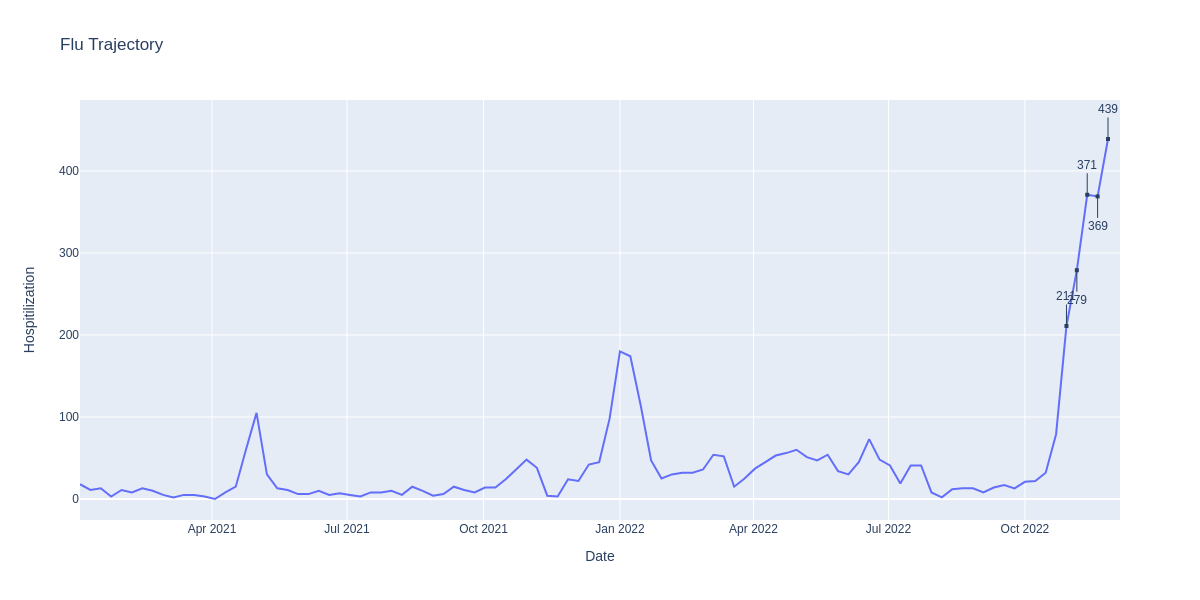 Flu Trajectory
439
371
369
211
279
400
300
200
100
0
Hospitilization
Apr 2021
Jul 2021
Oct 2021
Jan 2022
Apr 2022
Jul 2022
Oct 2022
Date